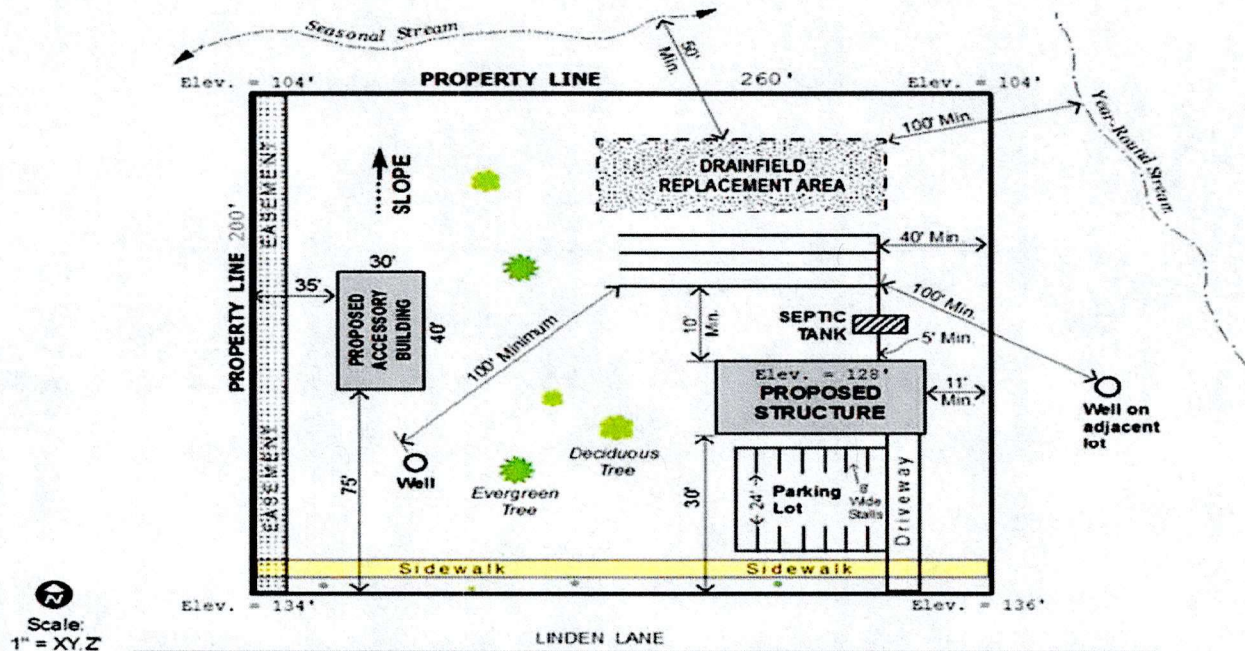 Seasonal Stream
50' Min.
Elev. = 104'
PROPERTY LINE 260'
Elev. = 104'
Year-Round Stream
100' Min.
EASEMENT
SLOPE
DRAINFIELD
REPLACEMENT AREA
PROPERTY LINE 200'
40' Min.
35'
30'
PROPOSED
ACCESSORY
BUILDING
40'
100' Minimum
10' Min.
SEPTIC
TANK
100' Min.
5' Min.
Elev. = 128'
PROPOSED
STRUCTURE
11'
Min.
Well on
adjacent
lot
Deciduous
Tree
Well
Evergreen
Tree
75'
EASEMENT
30'
24'
Parking
Lot
Wide
Stalls
Driveway
Sidewalk
Sidewalk
Elev. = 134'
Elev. = 136'
N
Scale:
1" = XY.Z'
LINDEN LANE